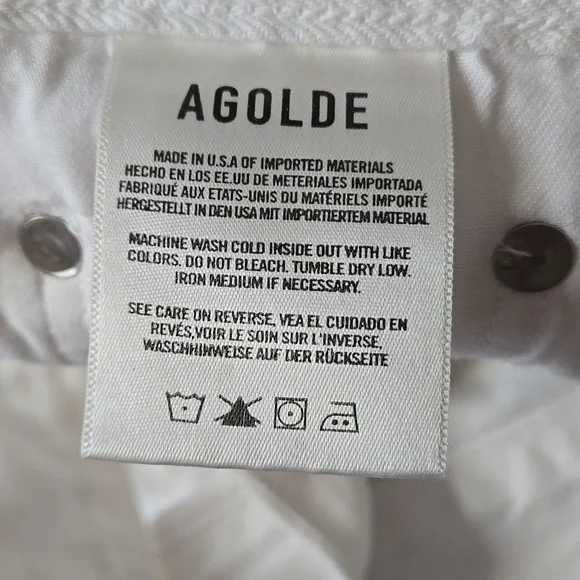 AGOLDE
MADE IN U.S.A OF IMPORTED MATERIALS
HECHO EN LOS EE.UU DE METERIALES IMPORTADA
FABRIQUÉ AUX ETATS-UNIS DU MATÉRIELS IMPORTÉ
HERGESTELLT IN DEN USA MIT IMPORTIERTEM MATERIAL
MACHINE WASH COLD INSIDE OUT WITH LIKE
COLORS. DO NOT BLEACH. TUMBLE DRY LOW.
IRON MEDIUM IF NECESSARY.
SEE CARE ON REVERSE, VEA EL CUIDADO EN
REVÉS,VOIR LE SOIN SUR L'INVERSE,
WASCHHINWEISE AUF DER RÜCKSEITE